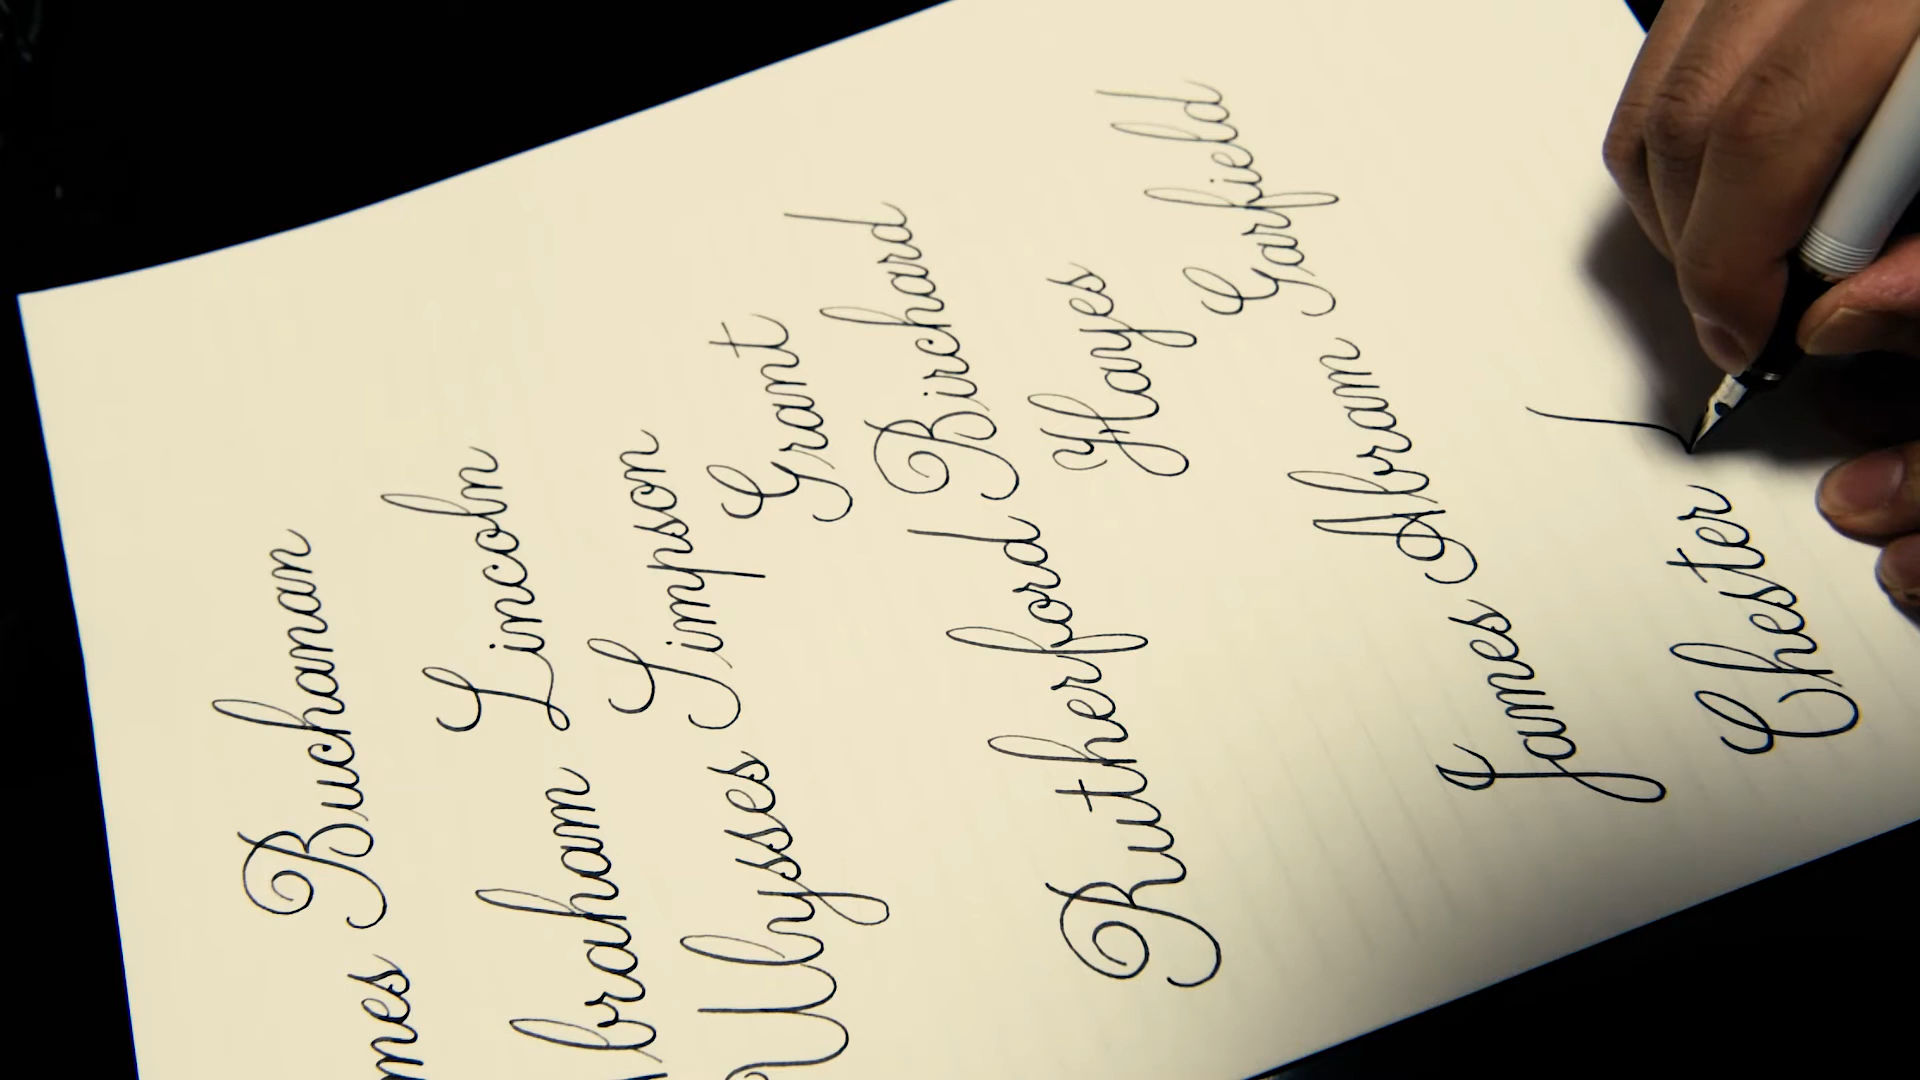 mes Buchanan
Abraham Lincoln
Ulysses Simpson
Grant
Rutherford Birchard
Hayes
James Abram Garfield
Chester